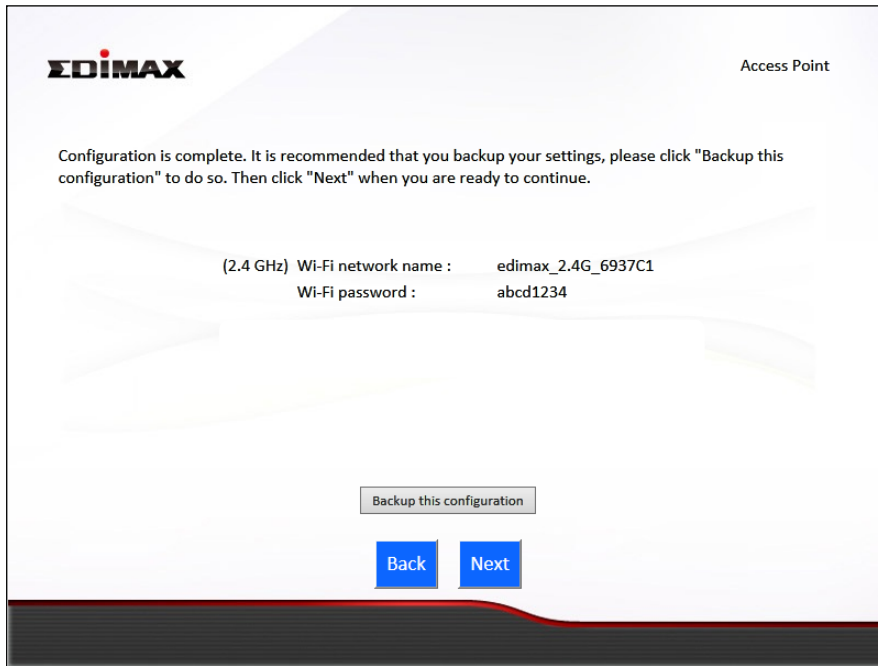 EDIMAX
Access Point
Configuration is complete. It is recommended that you backup your settings, please click "Backup this
configuration" to do so. Then click "Next" when you are ready to continue.
(2.4 GHz) Wi-Fi network name : edimax_2.4G_6937C1
Wi-Fi password : abcd1234
Backup this configuration
Back Next